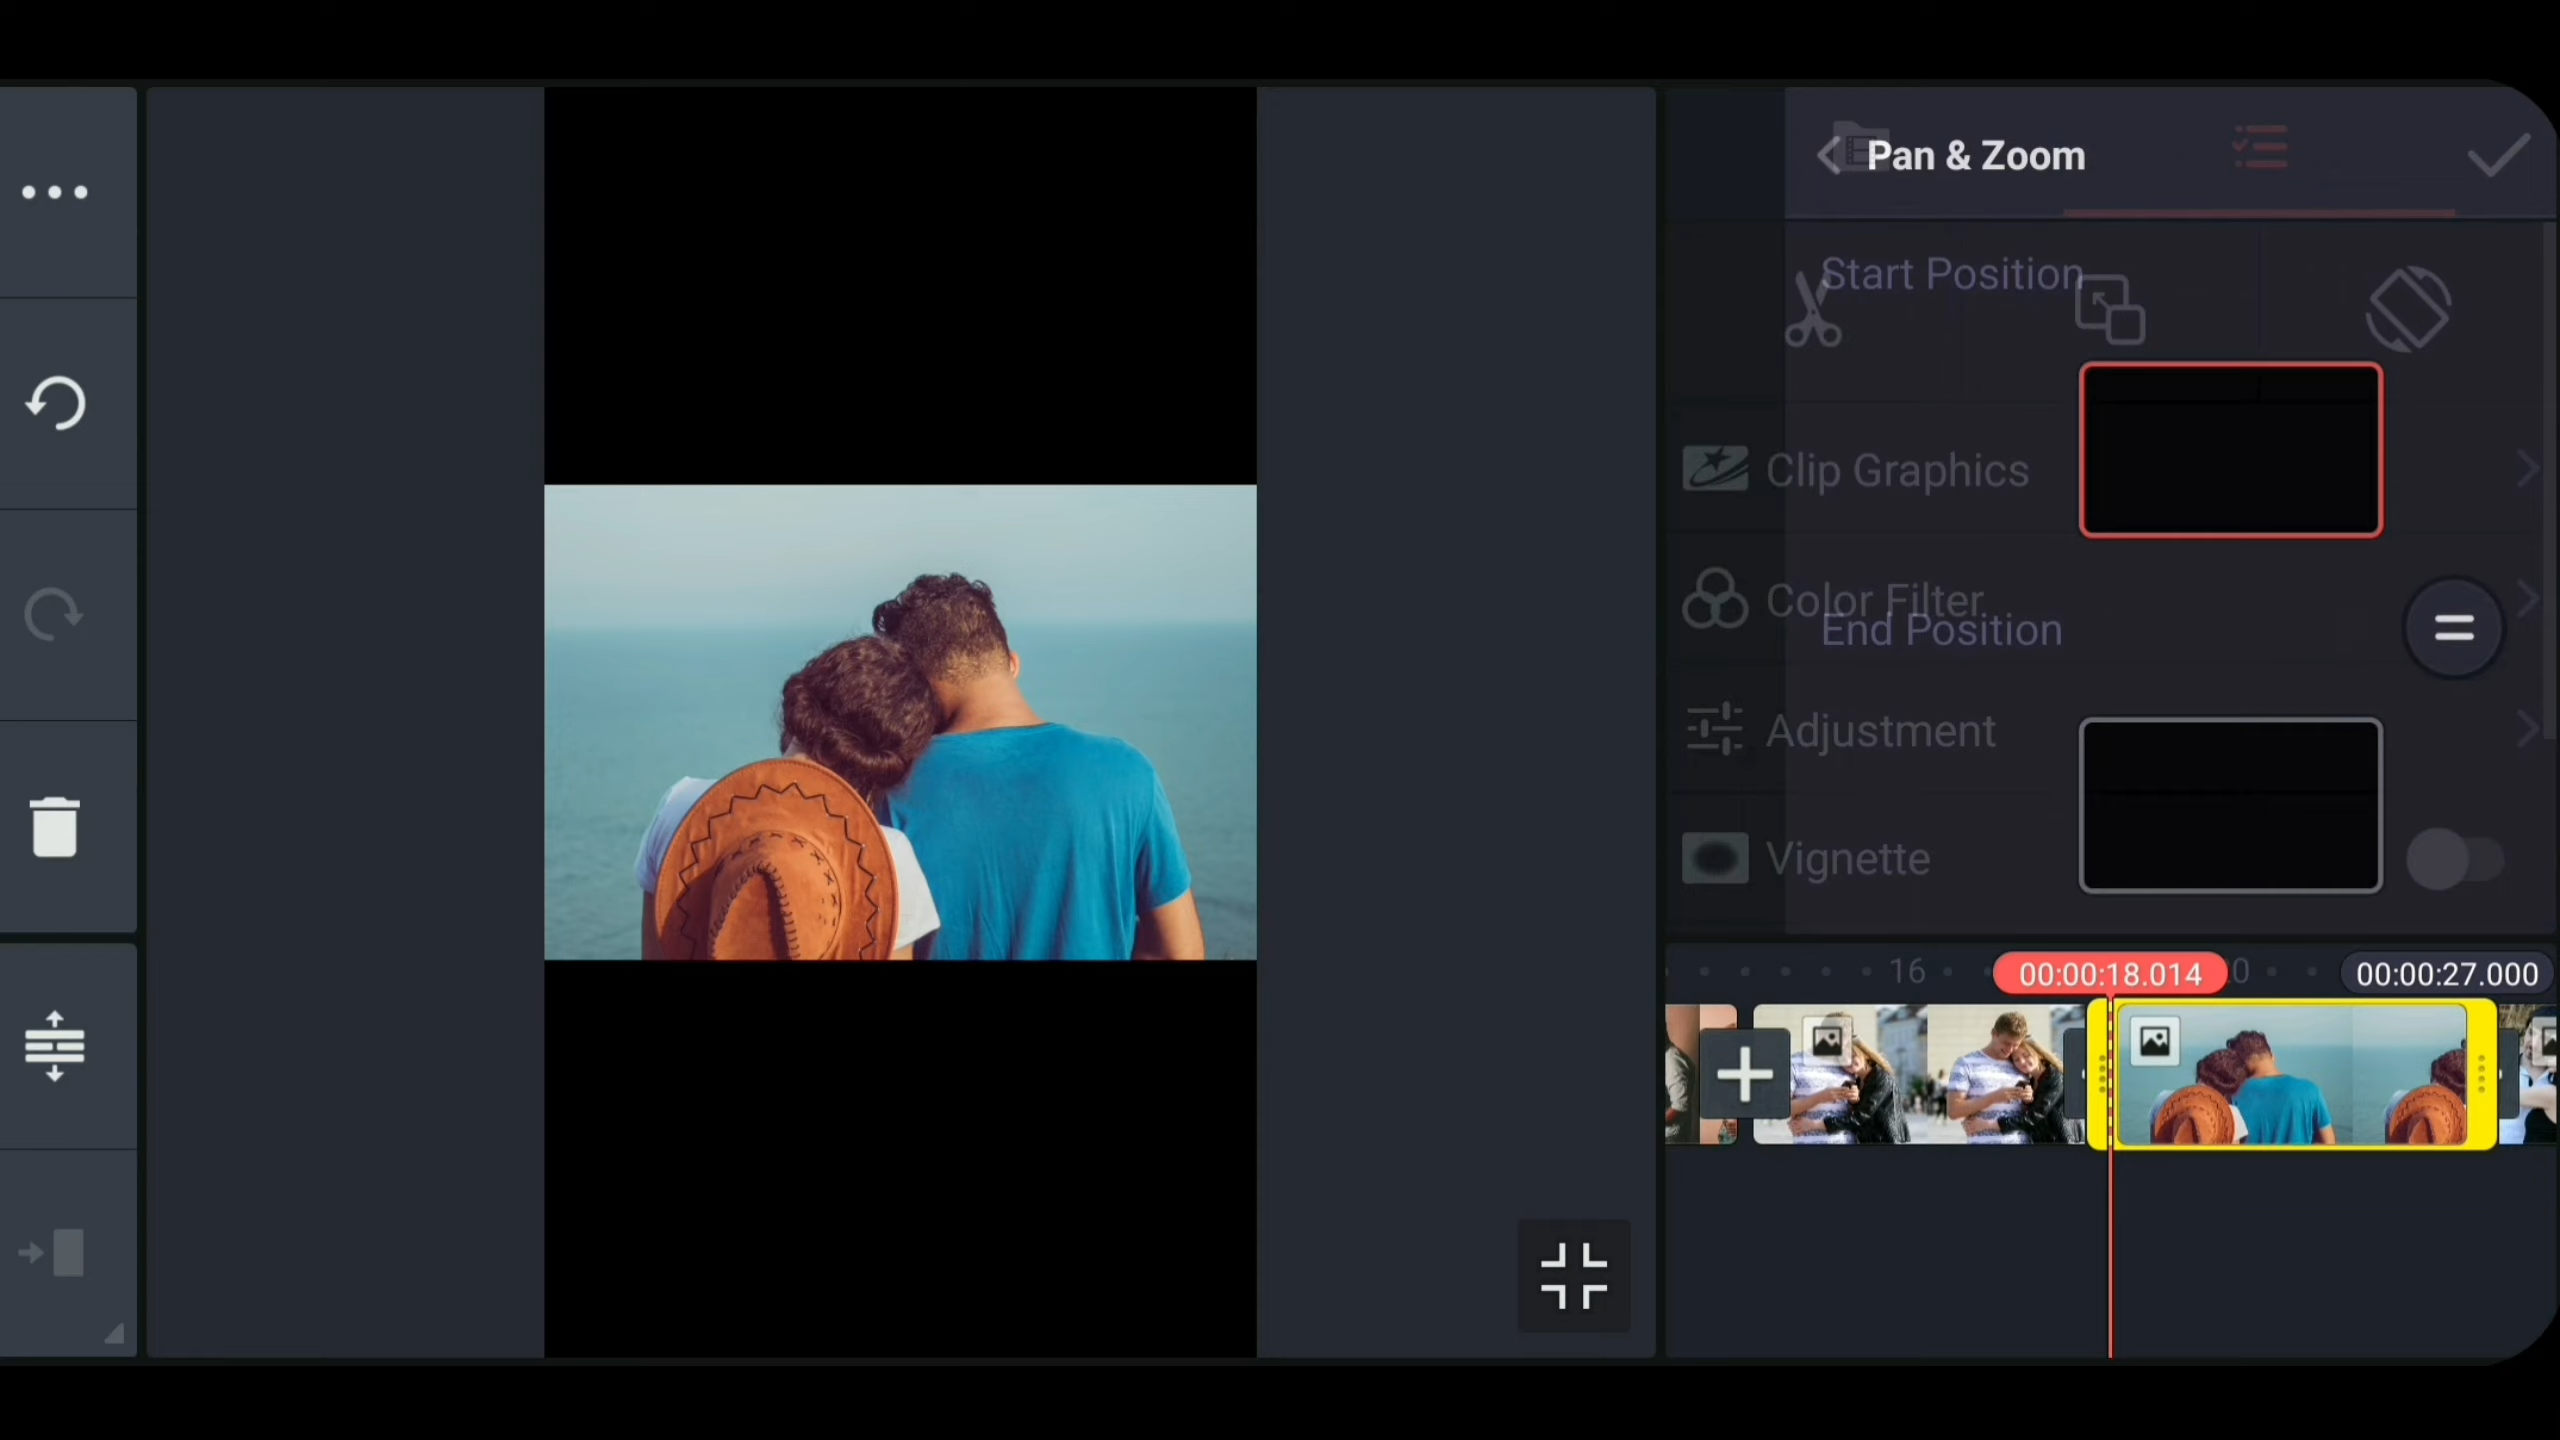 Pan & Zoom
Start Position
Clip Graphics
Color Filter
End Position
Adjustment
Vignette
16
00:00:18.014
00:00:27.000